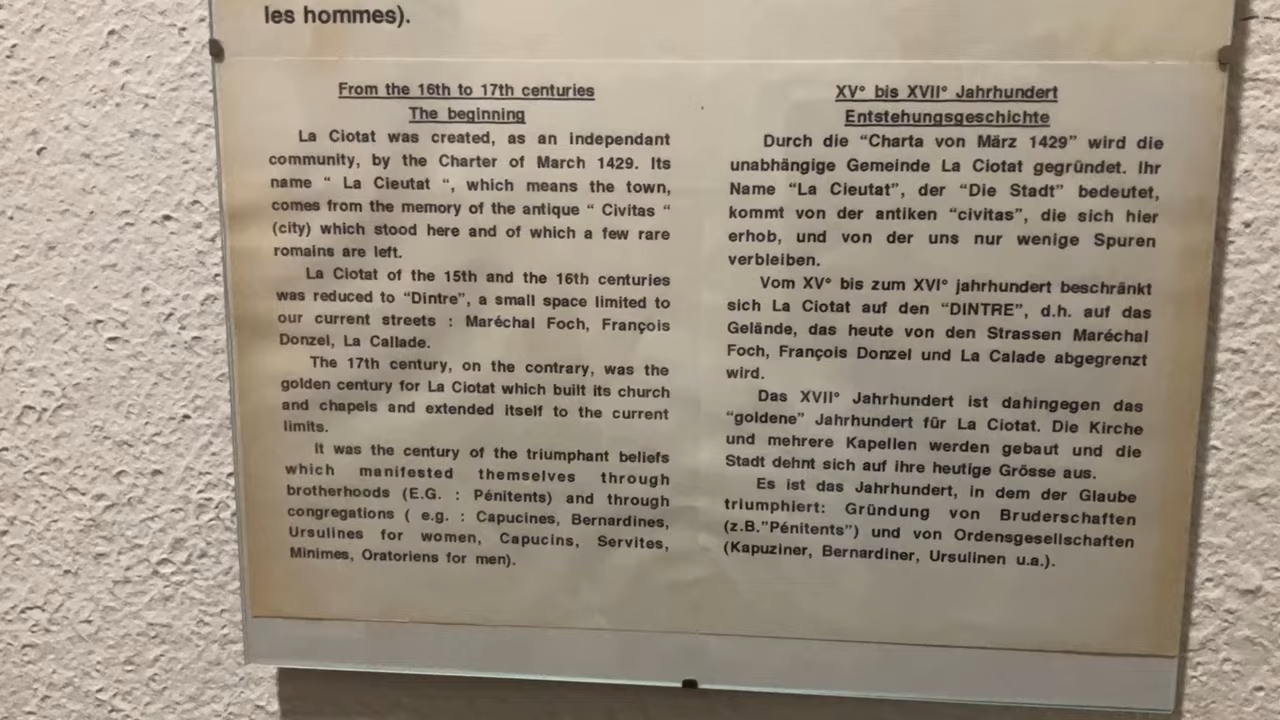 les hommes).
From the 16th to 17th centuries
The beginning
La Ciotat was created, as an independant
community, by the Charter of March 1429. Its
name “ La Cieutat “, which means the town,
comes from the memory of the antique “ Civitas “
(city) which stood here and of which a few rare
romains are left.
La Ciotat of the 15th and the 16th centuries
was reduced to “Dintre”, a small space limited to
our current streets : Maréchal Foch, François
Donzel, La Callade.
The 17th century, on the contrary, was the
golden century for La Ciotat which built its church
and chapels and extended itself to the current
limits.
It was the century of the triumphant beliefs
which manifested themselves through
brotherhoods (E.G. : Pénitents) and through
congregations ( e.g. : Capucines, Bernardines,
Ursulines for women, Capucins, Servites,
Minimes, Oratoriens for men).
XV° bis XVII° Jahrhundert
Entstehungsgeschichte
Durch die “Charta von März 1429” wird die
unabhängige Gemeinde La Ciotat gegründet. Ihr
Name “La Cieutat”, der “Die Stadt” bedeutet,
kommt von der antiken “civitas”, die sich hier
erhob, und von der uns nur wenige Spuren
verbleiben.
Vom XV° bis zum XVI° jahrhundert beschränkt
sich La Ciotat auf den “DINTRE”, d.h. auf das
Gelände, das heute von den Strassen Maréchal
Foch, François Donzel und La Calade abgegrenzt
wird.
Das XVII° Jahrhundert ist dahingegen das
“goldene” Jahrhundert für La Ciotat. Die Kirche
und mehrere Kapellen werden gebaut und die
Stadt dehnt sich auf ihre heutige Grösse aus.
Es ist das Jahrhundert, in dem der Glaube
triumphiert: Gründung von Bruderschaften
(z.B.”Pénitents”) und von Ordensgesellschaften
(Kapuziner, Bernardiner, Ursulinen u.a.).